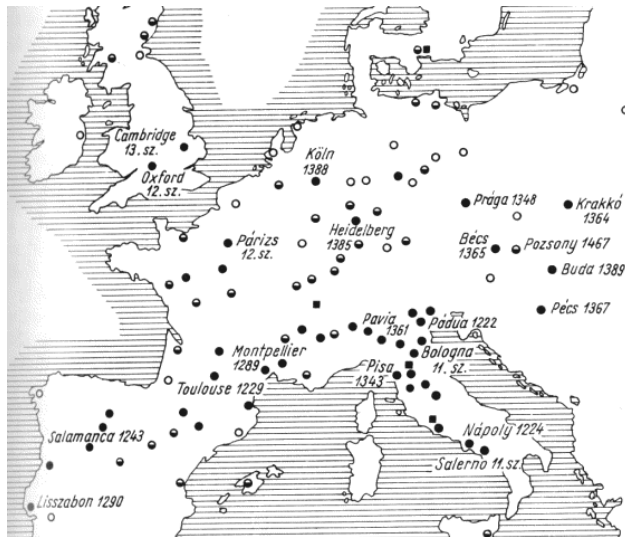 Cambridge
13. sz.
Oxford
12. sz.
Köln
1388
Prága 1348
Krakkó
1364
Heidelberg
1385
Párizs
12. sz.
Bécs
1365
Pozsony 1467
Buda 1389
Pécs 1367
Pavia
1361
Pádua 1222
Bologna
11. sz.
Montpellier
1289
Pisa
1343
Toulouse 1229
Salamanca 1243
Nápoly 1224
Salerno 11. sz.
Lisszabon 1290